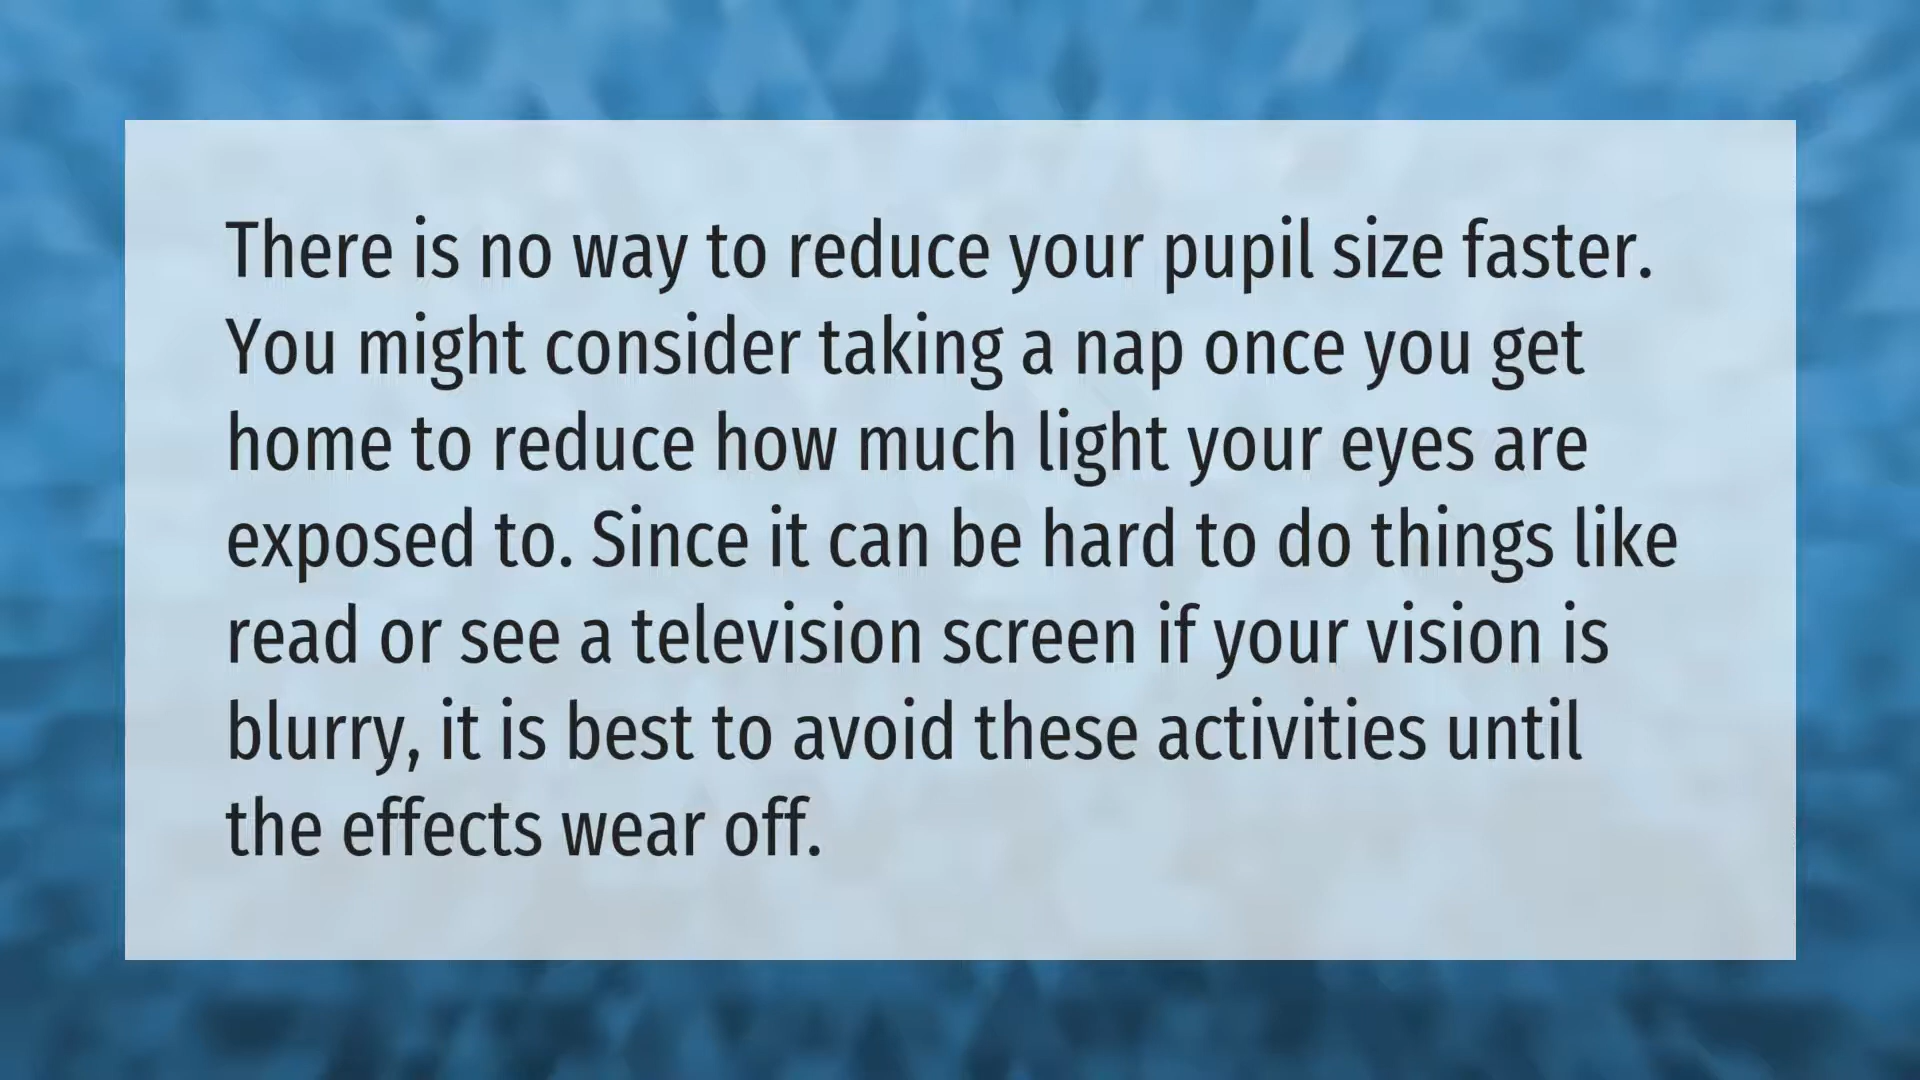 There is no way to reduce your pupil size faster.
You might consider taking a nap once you get
home to reduce how much light your eyes are
exposed to. Since it can be hard to do things like
read or see a television screen if your vision is
blurry, it is best to avoid these activities until
the effects wear off.